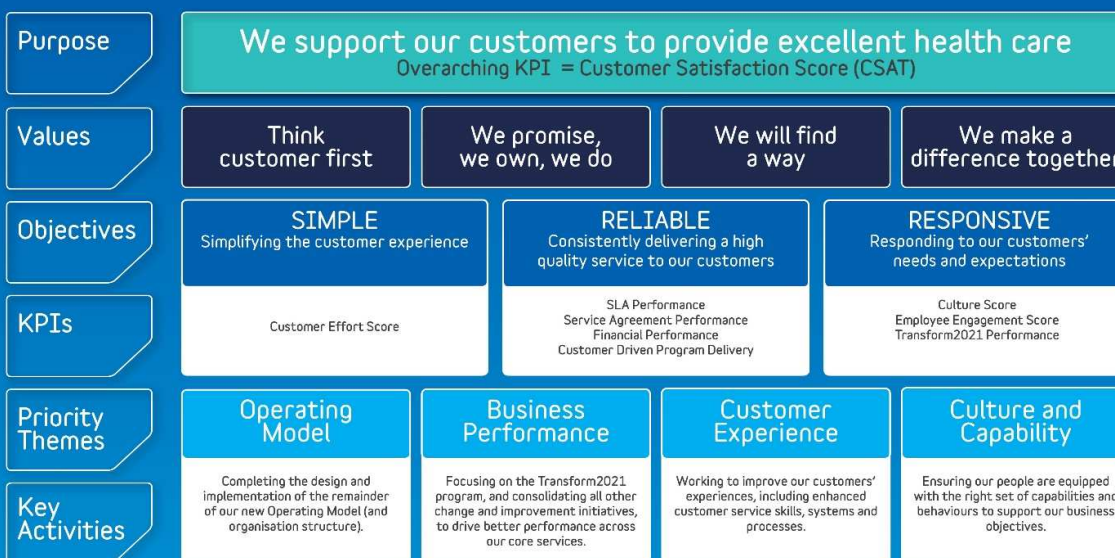 Purpose
We support our customers to provide excellent health care
Overarching KPI = Customer Satisfaction Score (CSAT)
Values
Think
customer first
We promise,
we own, we do
We will find
a way
We make a
difference together
Objectives
SIMPLE
Simplifying the customer experience
RELIABLE
Consistently delivering a high
quality service to our customers
RESPONSIVE
Responding to our customers'
needs and expectations
KPIs
Customer Effort Score
SLA Performance
Service Agreement Performance
Financial Performance
Customer Driven Program Delivery
Culture Score
Employee Engagement Score
Transform2021 Performance
Priority
Themes
Operating
Model
Business
Performance
Customer
Experience
Culture and
Capability
Key
Activities
Completing the design and
implementation of the remainder
of our new Operating Model (and
organisation structure).
Focusing on the Transform2021
program, and consolidating all other
change and improvement initiatives,
to drive better performance across
our core services.
Working to improve our customers'
experiences, including enhanced
customer service skills, systems and
processes.
Ensuring our people are equipped
with the right set of capabilities and
behaviours to support our business
objectives.